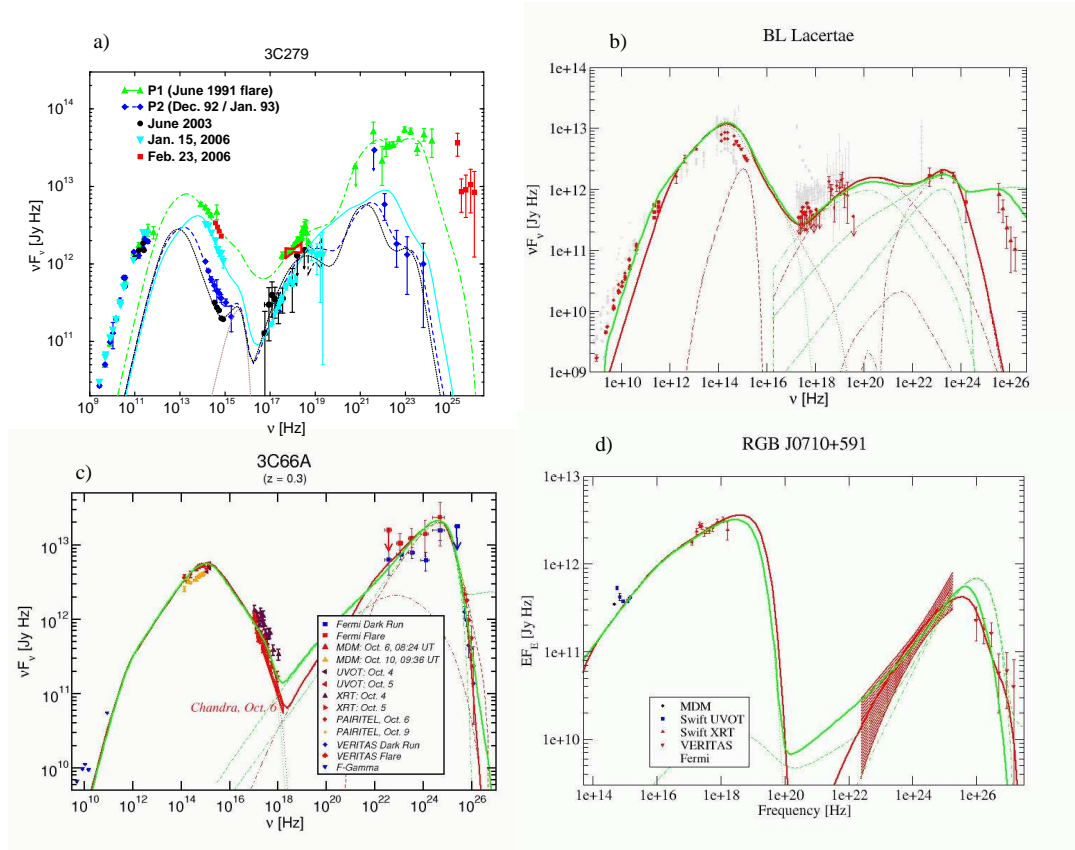 a)
3C279
νFν [Jy Hz]
10^14
10^13
10^12
10^11
P1 (June 1991 flare)
P2 (Dec. 92 / Jan. 93)
June 2003
Jan. 15, 2006
Feb. 23, 2006
10^9 10^11 10^13 10^15 10^17 10^19 10^21 10^23 10^25
ν [Hz]
b)
BL Lacertae
νFν [Jy Hz]
1e+14
1e+13
1e+12
1e+11
1e+10
1e+09
1e+10 1e+12 1e+14 1e+16 1e+18 1e+20 1e+22 1e+24 1e+26
ν [Hz]
c)
3C66A
(z = 0.3)
νFν [Jy Hz]
10^13
10^12
10^11
10^10
Chandra, Oct. 6
Fermi Dark Run
Fermi Flare
MDM: Oct. 6, 08:24 UT
MDM: Oct. 10, 09:36 UT
UVOT: Oct. 4
UVOT: Oct. 5
XRT: Oct. 4
XRT: Oct. 5
PAIRITEL, Oct. 6
PAIRITEL, Oct. 9
VERITAS Dark Run
VERITAS Flare
F-Gamma
10^10 10^12 10^14 10^16 10^18 10^20 10^22 10^24 10^26
ν [Hz]
d)
RGB J0710+591
EF_E [Jy Hz]
1e+13
1e+12
1e+11
1e+10
MDM
Swift UVOT
Swift XRT
VERITAS
Fermi
1e+14 1e+16 1e+18 1e+20 1e+22 1e+24 1e+26
Frequency [Hz]